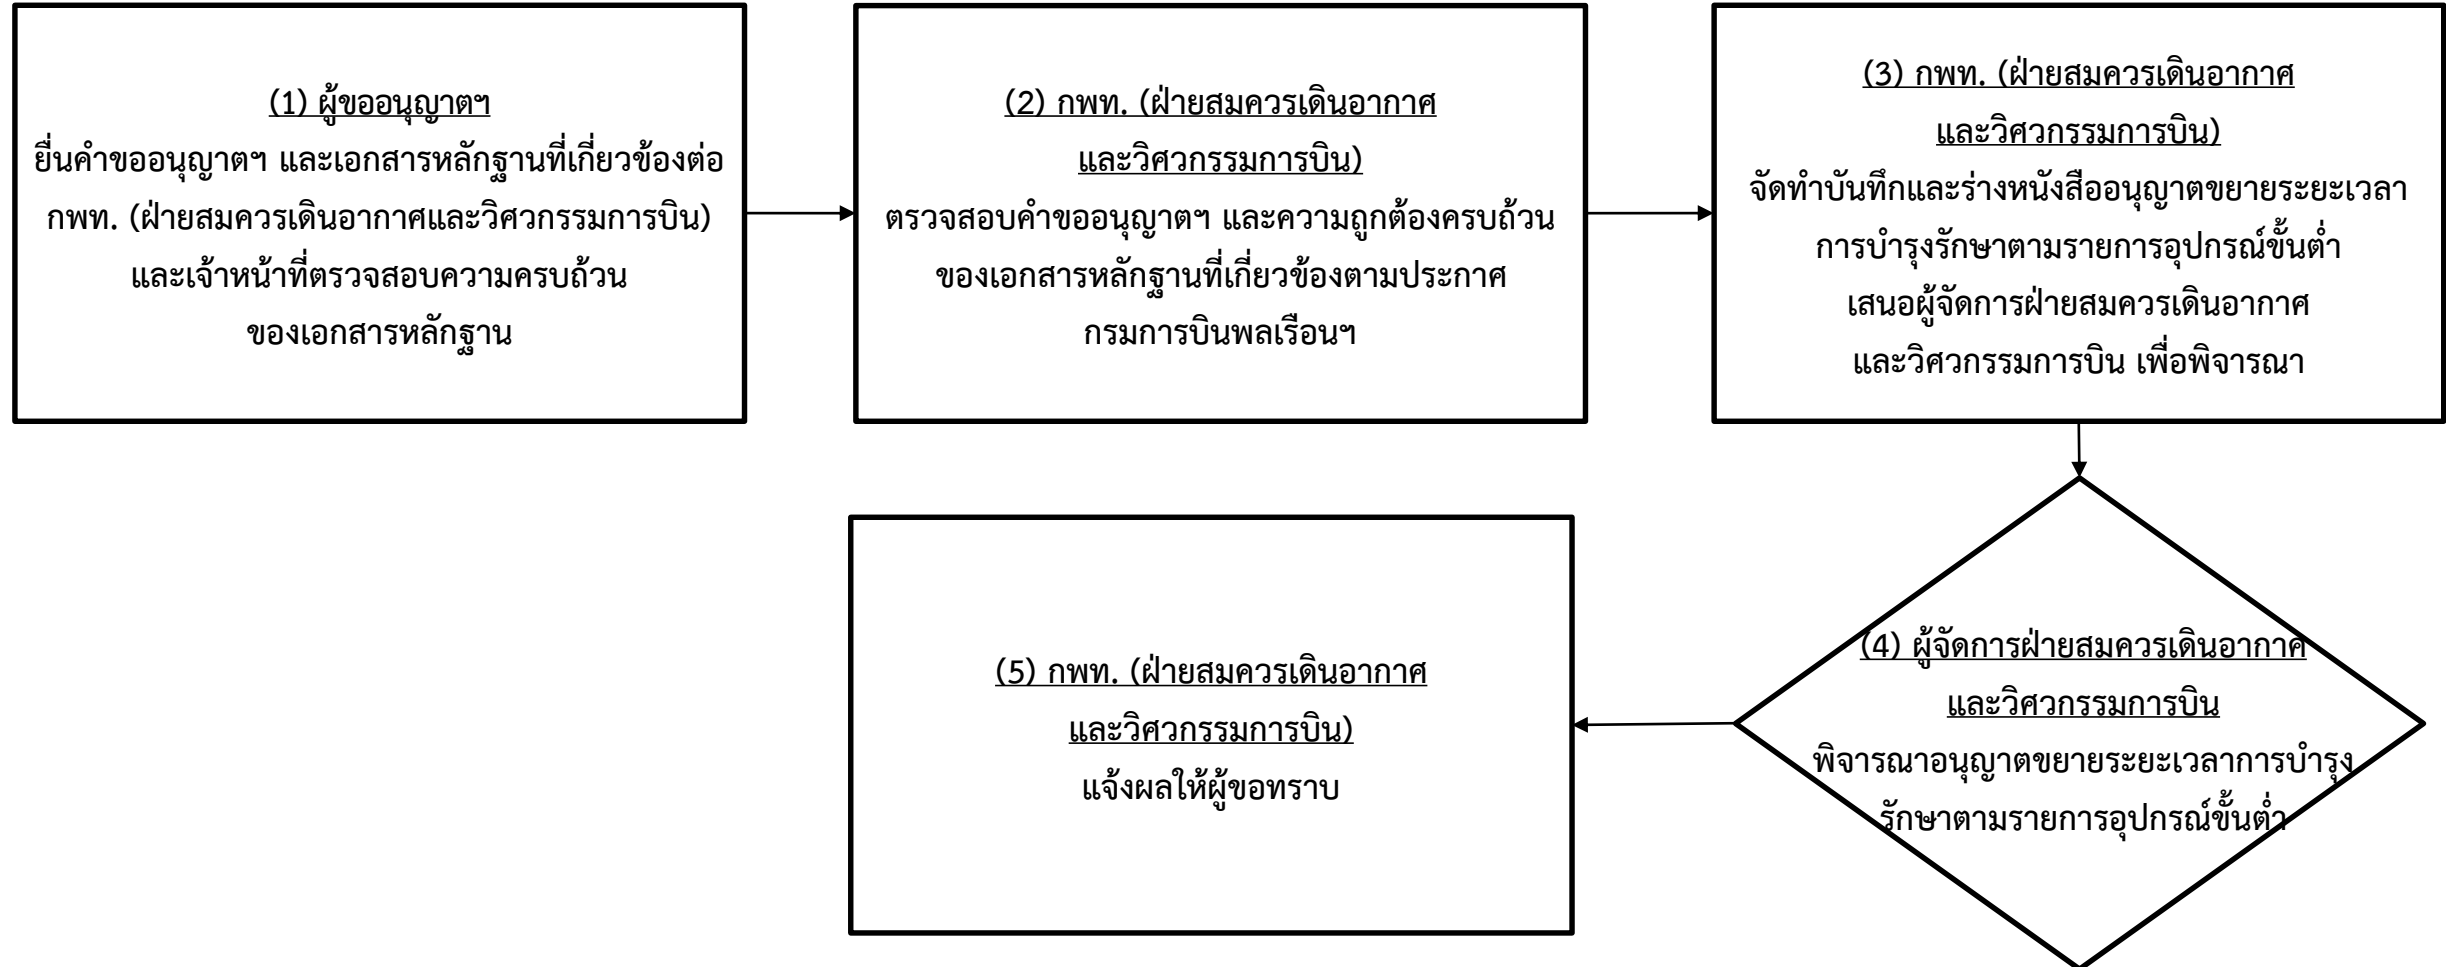 (1) ผู้ขออนุญาตฯ
ยื่นคำขออนุญาตฯ และเอกสารหลักฐานที่เกี่ยวข้องต่อ
กพท. (ฝ่ายสมควรเดินอากาศและวิศวกรรมการบิน)
และเจ้าหน้าที่ตรวจสอบความครบถ้วน
ของเอกสารหลักฐาน
(2) กพท. (ฝ่ายสมควรเดินอากาศ
และวิศวกรรมการบิน)
ตรวจสอบคำขออนุญาตฯ และความถูกต้องครบถ้วน
ของเอกสารหลักฐานที่เกี่ยวข้องตามประกาศ
กรมการบินพลเรือนฯ
(3) กพท. (ฝ่ายสมควรเดินอากาศ
และวิศวกรรมการบิน)
จัดทำบันทึกและร่างหนังสืออนุญาตขยายระยะเวลา
การบำรุงรักษาตามรายการอุปกรณ์ขั้นต่ำ
เสนอผู้จัดการฝ่ายสมควรเดินอากาศ
และวิศวกรรมการบิน เพื่อพิจารณา
(4) ผู้จัดการฝ่ายสมควรเดินอากาศ
และวิศวกรรมการบิน
พิจารณาอนุญาตขยายระยะเวลาการบำรุง
รักษาตามรายการอุปกรณ์ขั้นต่ำ
(5) กพท. (ฝ่ายสมควรเดินอากาศ
และวิศวกรรมการบิน)
แจ้งผลให้ผู้ขอทราบ